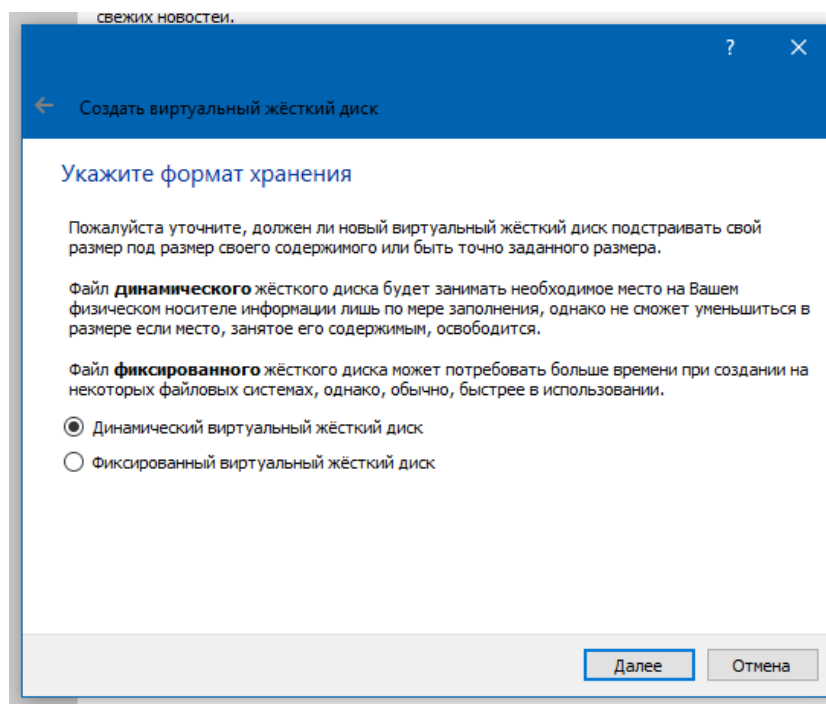 свежих новостей.
?
Создать виртуальный жёсткий диск
Укажите формат хранения
Пожалуйста уточните, должен ли новый виртуальный жёсткий диск подстраивать свой
размер под размер своего содержимого или быть точно заданного размера.
Файл динамического жёсткого диска будет занимать необходимое место на Вашем
физическом носителе информации лишь по мере заполнения, однако не сможет уменьшиться в
размере если место, занятое его содержимым, освободится.
Файл фиксированного жёсткого диска может потребовать больше времени при создании на
некоторых файловых системах, однако, обычно, быстрее в использовании.
Динамический виртуальный жёсткий диск
Фиксированный виртуальный жёсткий диск
Далее
Отмена